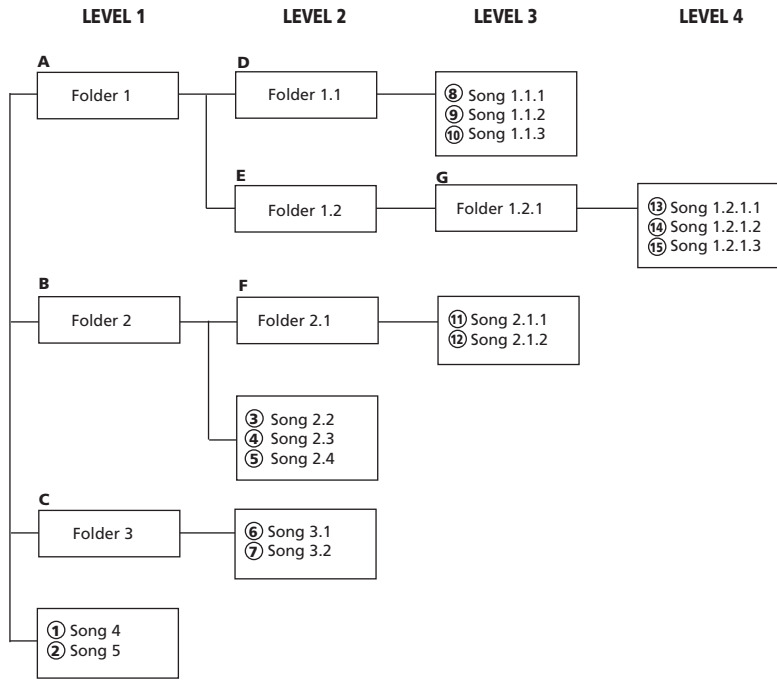 LEVEL 1 LEVEL 2 LEVEL 3 LEVEL 4
A
Folder 1
D
Folder 1.1
8 Song 1.1.1
9 Song 1.1.2
10 Song 1.1.3
E
Folder 1.2
G
Folder 1.2.1
13 Song 1.2.1.1
14 Song 1.2.1.2
15 Song 1.2.1.3
B
Folder 2
F
Folder 2.1
11 Song 2.1.1
12 Song 2.1.2
3 Song 2.2
4 Song 2.3
5 Song 2.4
C
Folder 3
6 Song 3.1
7 Song 3.2
1 Song 4
2 Song 5